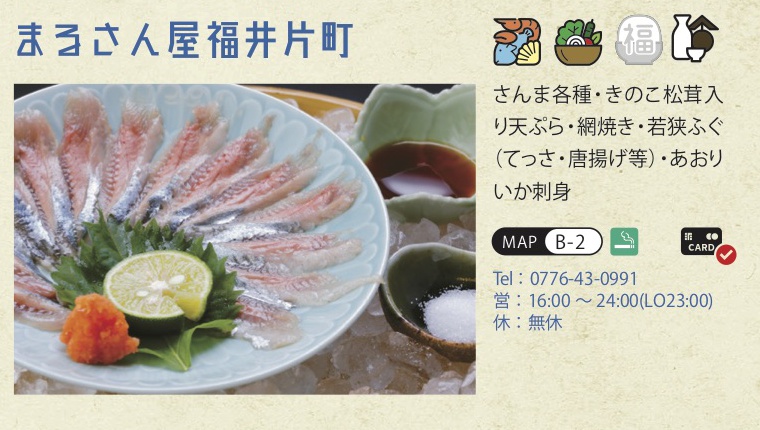 まるさん屋福井片町
福
さんま各種・きのこ松茸入
り天ぷら・網焼き・若狭ふぐ
（てっさ・唐揚げ等）・あおり
いか刺身
MAP B-2
CARD
Tel： 0776-43-0991
営：16:00 〜 24:00(LO23:00)
休：無休